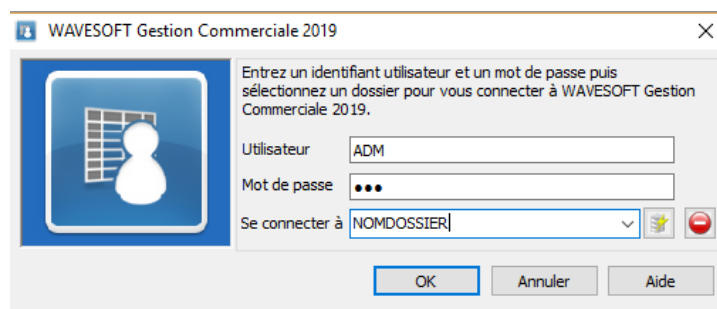 WAVESOFT Gestion Commerciale 2019
Entrez un identifiant utilisateur et un mot de passe puis
sélectionnez un dossier pour vous connecter à WAVESOFT Gestion
Commerciale 2019.
Utilisateur ADM
Mot de passe ●●●
Se connecter à NOMDOSSIER
OK Annuler Aide